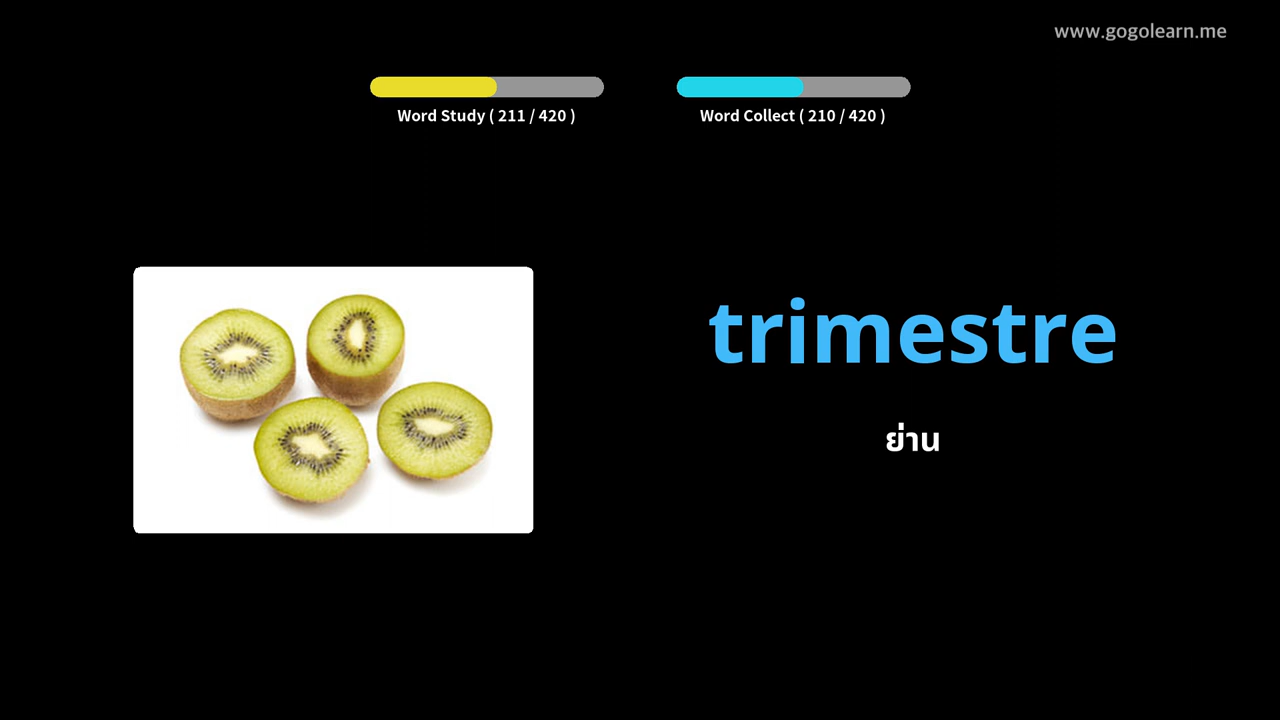 www.gogolearn.me
Word Study ( 211 / 420 )
Word Collect ( 210 / 420 )
trimestre
ย่าน